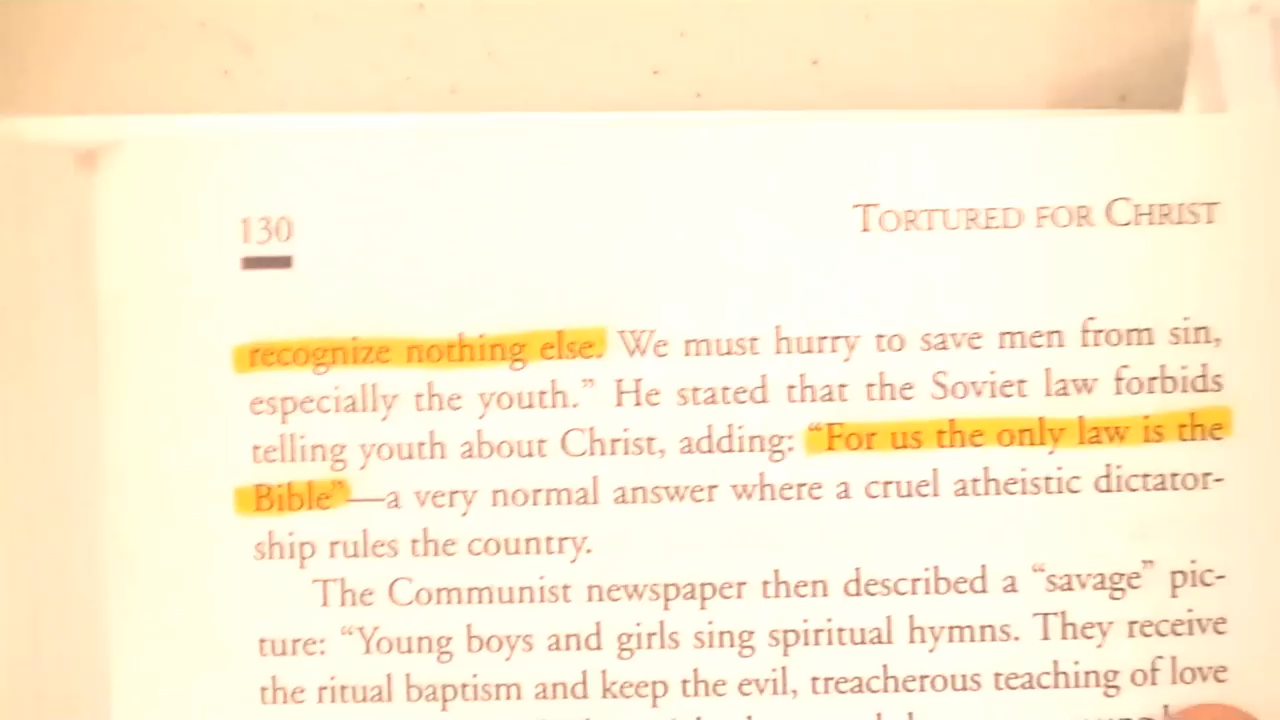 130
TORTURED FOR CHRIST
recognize nothing else. We must hurry to save men from sin,
especially the youth.” He stated that the Soviet law forbids
telling youth about Christ, adding: “For us the only law is the
Bible”—a very normal answer where a cruel atheistic dictator-
ship rules the country.
The Communist newspaper then described a “savage” pic-
ture: “Young boys and girls sing spiritual hymns. They receive
the ritual baptism and keep the evil, treacherous teaching of love